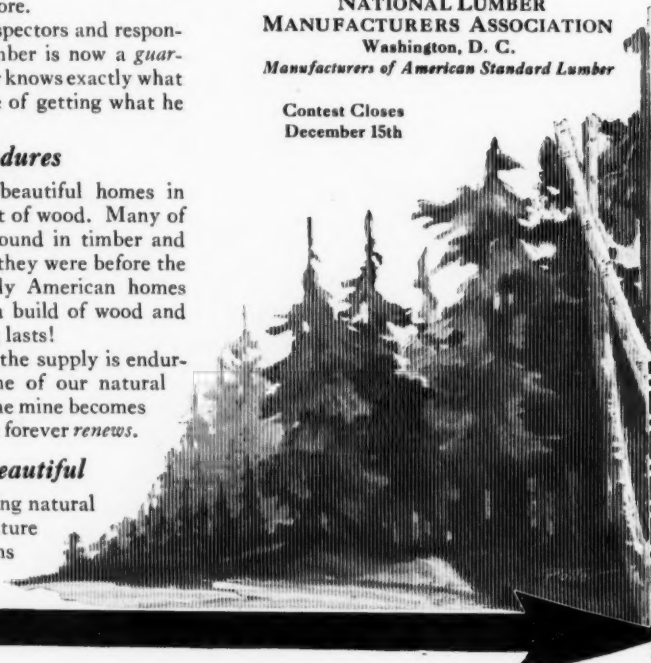 ore.
spectors and respon-
mber is now a guar-
knows exactly what
e of getting what he
dures
beautiful homes in
t of wood. Many of
ound in timber and
they were before the
ly American homes
build of wood and
lasts!
the supply is endur-
ne of our natural
he mine becomes
forever renews.
eautiful
ng natural
ture
ns
NATIONAL LUMBER
MANUFACTURERS ASSOCIATION
Washington, D. C.
Manufacturers of American Standard Lumber
Contest Closes
December 15th